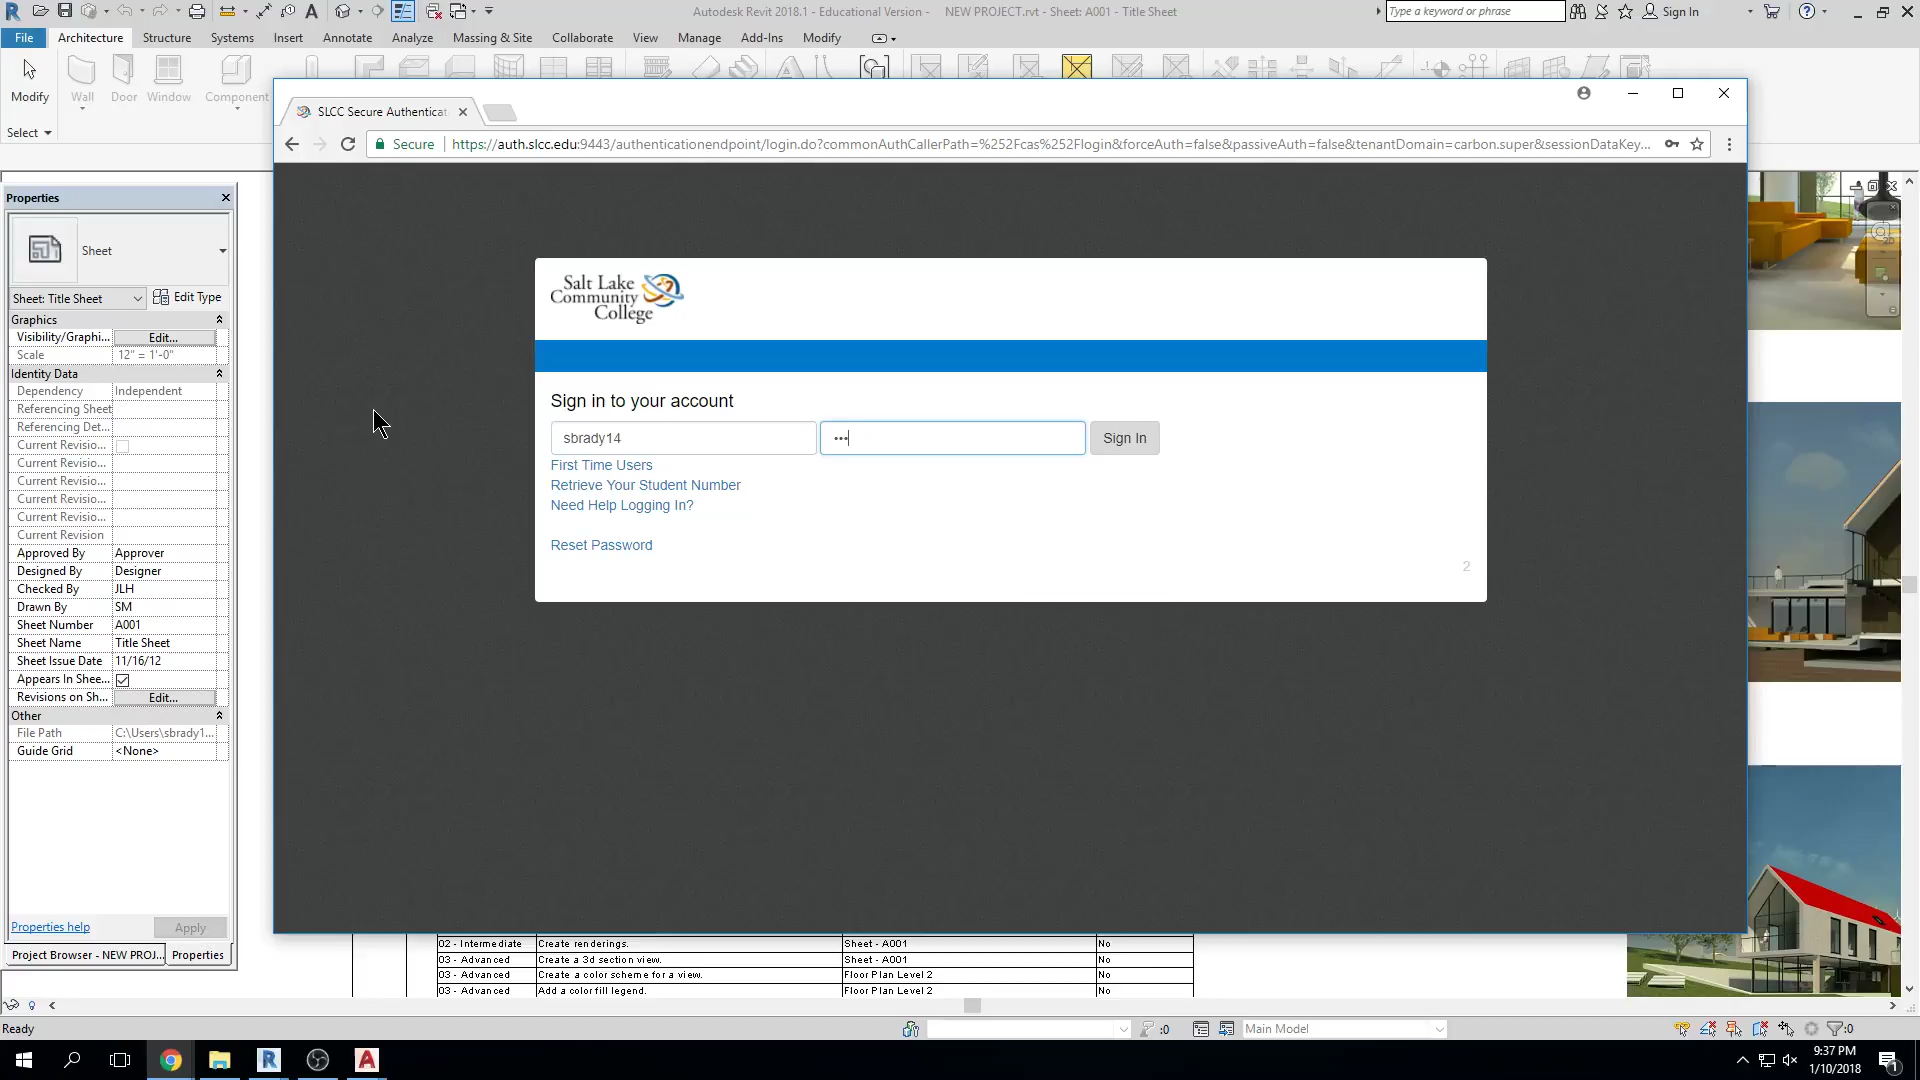 Autodesk Revit 2018.1 - Educational Version - NEW PROJECT.rvt - Sheet: A001 - Title Sheet
Type a keyword or phrase
Sign In
File Architecture Structure Systems Insert Annotate Analyze Massing & Site Collaborate View Manage Add-Ins Modify
Modify Wall Door Window Component
Select
SLCC Secure Authenticat
Secure https://auth.slcc.edu:9443/authenticationendpoint/login.do?commonAuthCallerPath=%252Fcas%252Flogin&forceAuth=false&passiveAuth=false&tenantDomain=carbon.super&sessionDataKey...
Salt Lake
Community
College
Sign in to your account
sbrady14 ••• Sign In
First Time Users
Retrieve Your Student Number
Need Help Logging In?
Reset Password
2
Properties
Sheet
Sheet: Title Sheet Edit Type
Graphics
Visibility/Graphi... Edit...
Scale 12" = 1'-0"
Identity Data
Dependency Independent
Referencing Sheet
Referencing Det...
Current Revisio...
Current Revisio...
Current Revisio...
Current Revisio...
Current Revisio...
Current Revision
Approved By Approver
Designed By Designer
Checked By JLH
Drawn By SM
Sheet Number A001
Sheet Name Title Sheet
Sheet Issue Date 11/16/12
Appears In Shee...
Revisions on Sh... Edit...
Other
File Path C:\Users\sbrady1...
Guide Grid <None>
Properties help Apply
Project Browser - NEW PROJ... Properties
02 - Intermediate Create renderings. Sheet - A001 No
03 - Advanced Create a 3d section view. Sheet - A001 No
03 - Advanced Create a color scheme for a view. Floor Plan Level 2 No
03 - Advanced Add a color fill legend. Floor Plan Level 2 No
Ready :0 Main Model :0
9:37 PM
1/10/2018
1